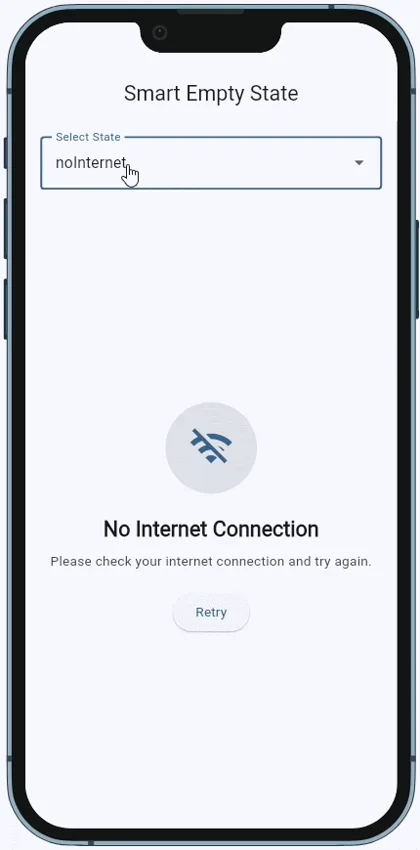 Smart Empty State
Select State
noInternet
No Internet Connection
Please check your internet connection and try again.
Retry